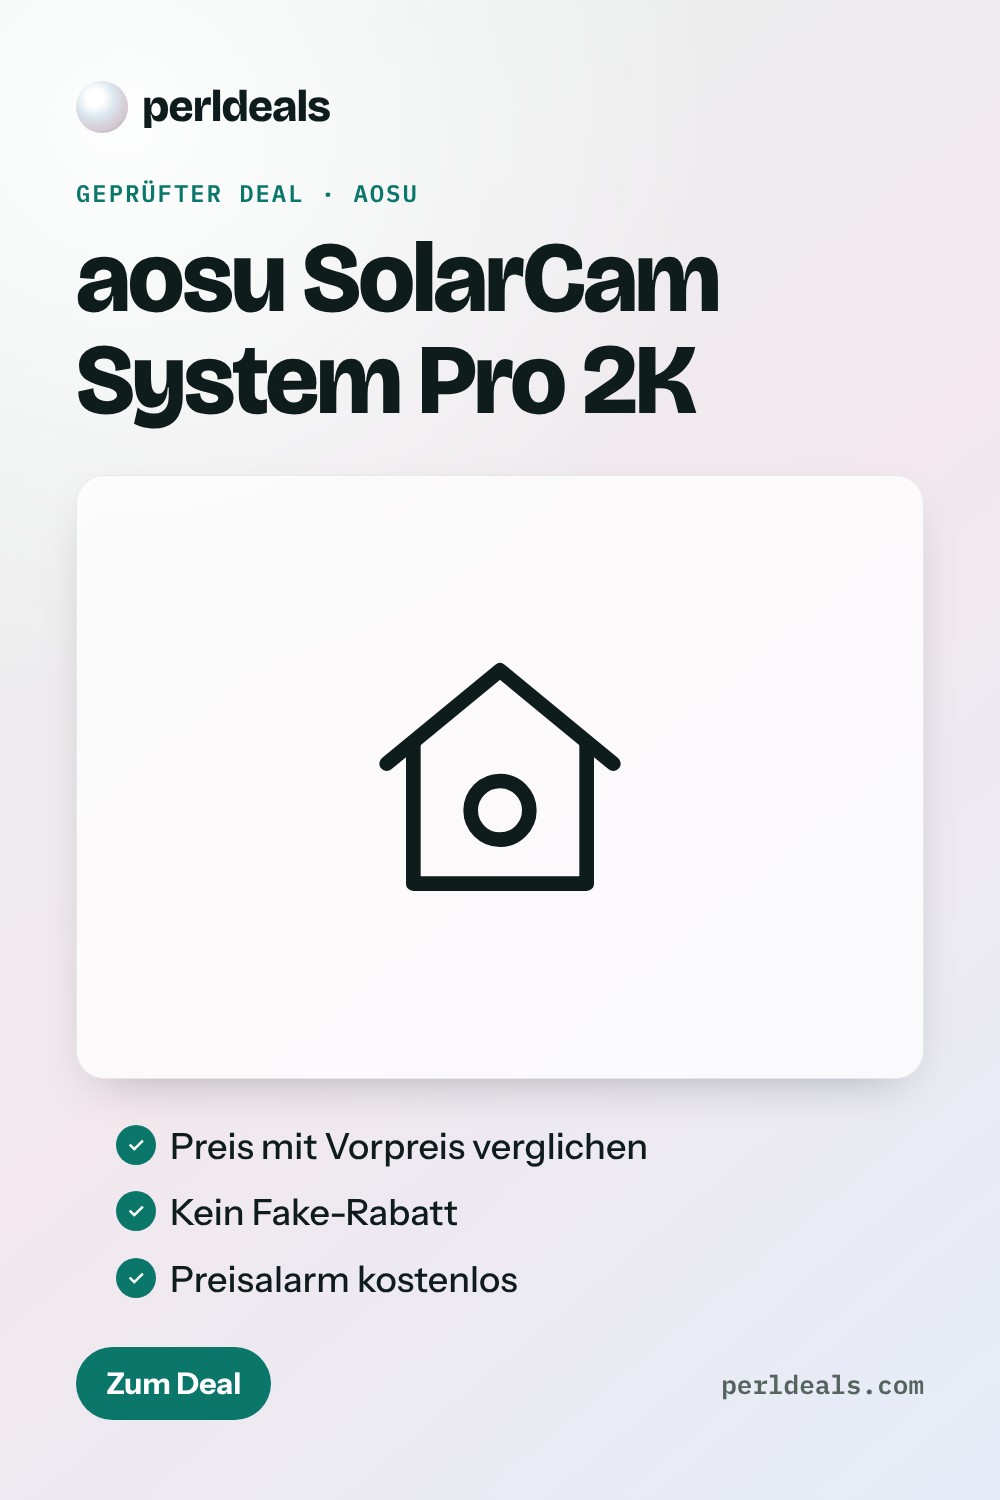 perldeals
GEPRÜFTER DEAL · AOSU
aosu SolarCam
System Pro 2K
Preis mit Vorpreis verglichen
Kein Fake-Rabatt
Preisalarm kostenlos
Zum Deal
perldeals.com